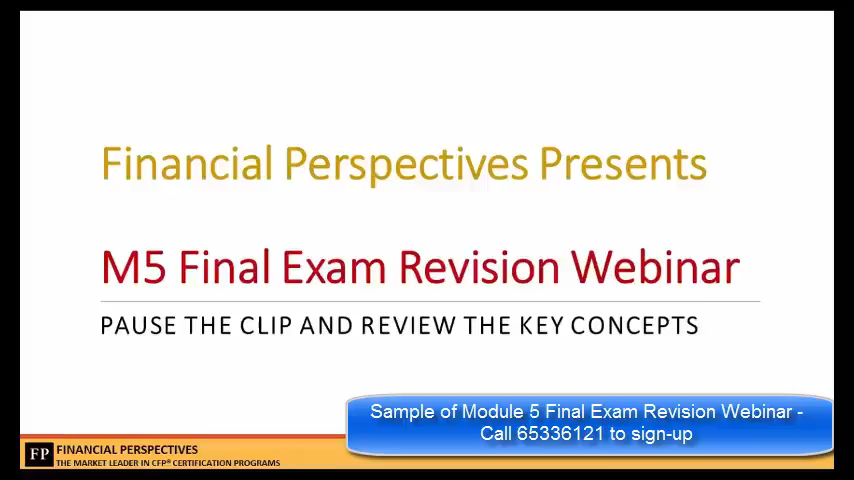 Financial Perspectives Presents
M5 Final Exam Revision Webinar
PAUSE THE CLIP AND REVIEW THE KEY CONCEPTS
Sample of Module 5 Final Exam Revision Webinar -
Call 65336121 to sign-up
FP
FINANCIAL PERSPECTIVES
THE MARKET LEADER IN CFP® CERTIFICATION PROGRAMS